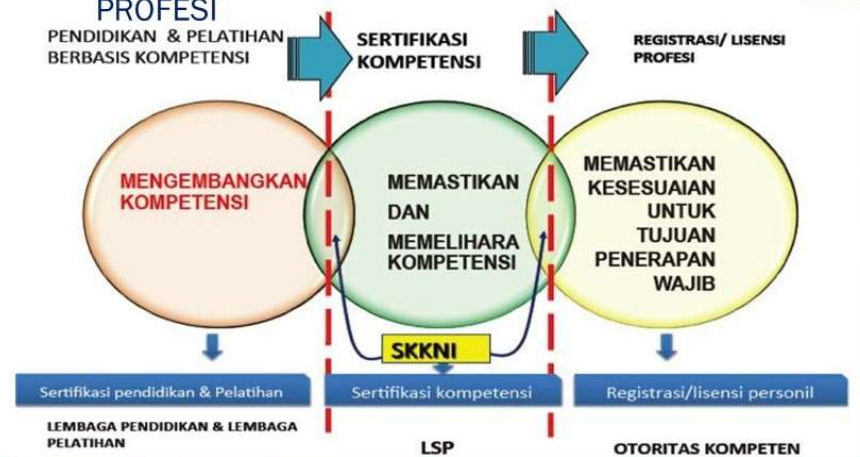 PROFESI
PENDIDIKAN & PELATIHAN
BERBASIS KOMPETENSI
SERTIFIKASI
KOMPETENSI
REGISTRASI/ LISENSI
PROFESI
MENGEMBANGKAN
KOMPETENSI
MEMASTIKAN
DAN
MEMELIHARA
KOMPETENSI
MEMASTIKAN
KESESUAIAN
UNTUK
TUJUAN
PENERAPAN
WAJIB
SKKNI
Sertifikasi pendidikan & Pelatihan
Sertifikasi kompetensi
Registrasi/lisensi personil
LEMBAGA PENDIDIKAN & LEMBAGA
PELATIHAN
LSP
OTORITAS KOMPETEN